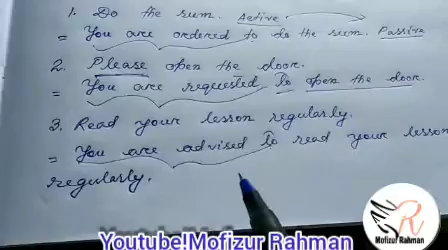 1. Do the sum. Active.
= You are ordered to do the sum. Passive
2. Please open the door.
= You are requested to open the door.
3. Read your lesson regularly.
= You are advised to read your lesson
regularly.
R
Mofizur Rahman
Youtube!Mofizur Rahman